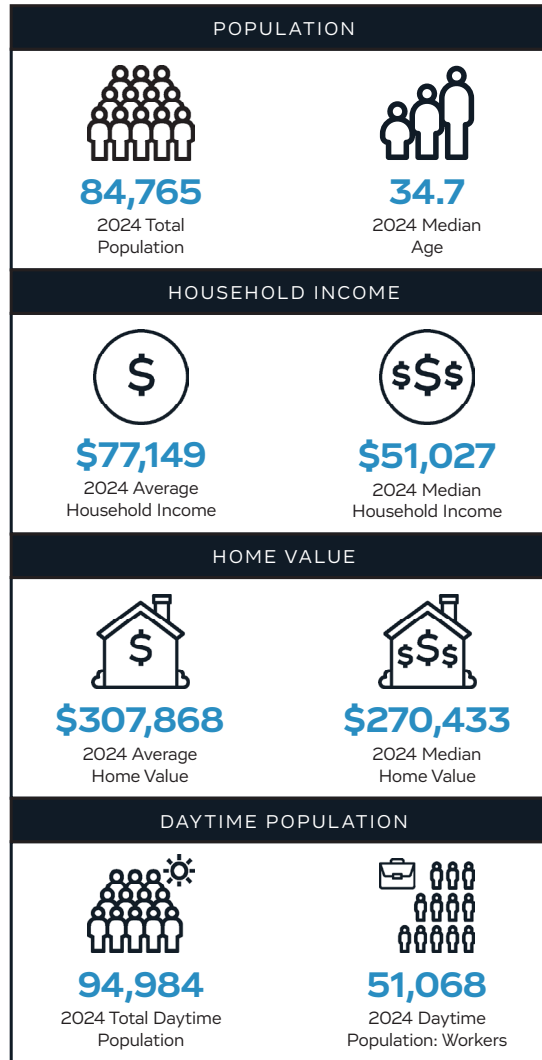 POPULATION
84,765
2024 Total
Population
34.7
2024 Median
Age
HOUSEHOLD INCOME
$
$77,149
2024 Average
Household Income
$$$
$51,027
2024 Median
Household Income
HOME VALUE
$
$307,868
2024 Average
Home Value
$$$
$270,433
2024 Median
Home Value
DAYTIME POPULATION
94,984
2024 Total Daytime
Population
51,068
2024 Daytime
Population: Workers